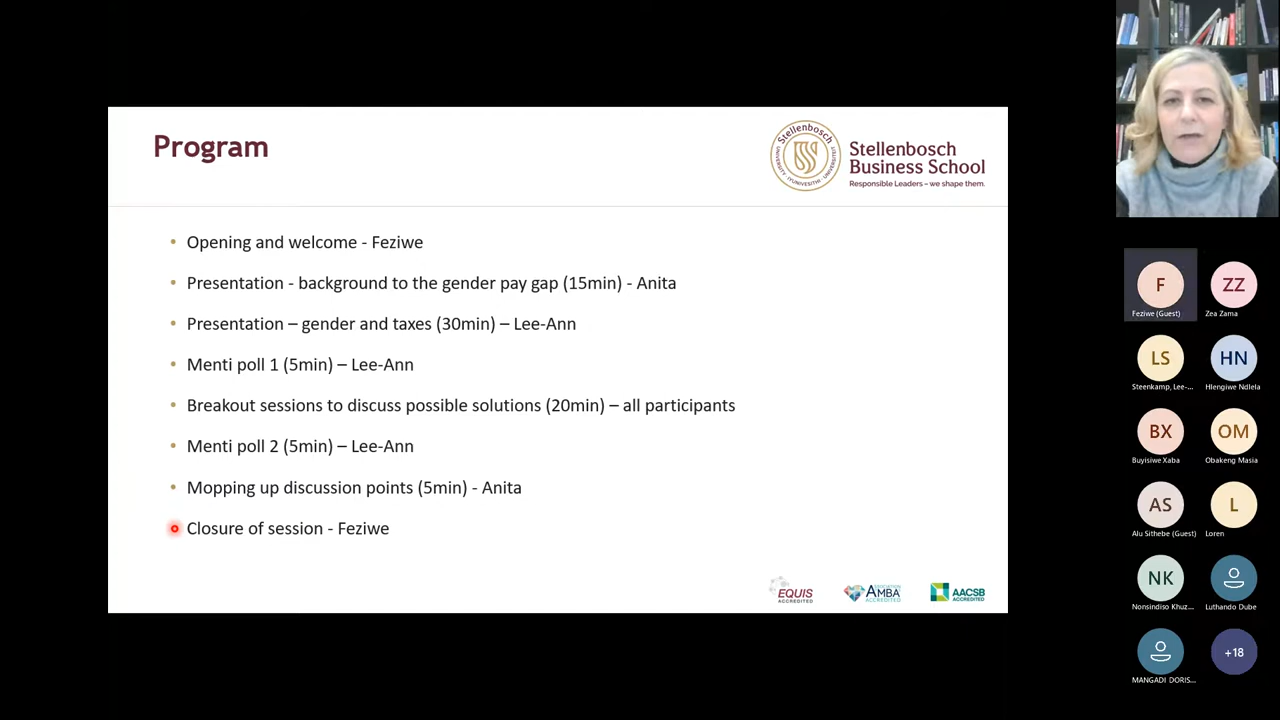 Program
Stellenbosch
UNIVERSITY · IYUNIVESITHI · UNIVERSITEIT
Stellenbosch
Business School
Responsible Leaders – we shape them.
• Opening and welcome - Feziwe
• Presentation - background to the gender pay gap (15min) - Anita
• Presentation – gender and taxes (30min) – Lee-Ann
• Menti poll 1 (5min) – Lee-Ann
• Breakout sessions to discuss possible solutions (20min) – all participants
• Menti poll 2 (5min) – Lee-Ann
• Mopping up discussion points (5min) - Anita
Closure of session - Feziwe
EQUIS
ACCREDITED
ASSOCIATION
AMBA
ACCREDITED
AACSB
ACCREDITED
F
Feziwe (Guest)
ZZ
Zea Zama
LS
Steenkamp, Lee-...
HN
Hlengiwe Ndlela
BX
Buyisiwe Xaba
OM
Obakeng Masia
AS
Alu Sithebe (Guest)
L
Loren
NK
Nonsindiso Khuz...
Luthando Dube
MANGADI DORIS...
+18